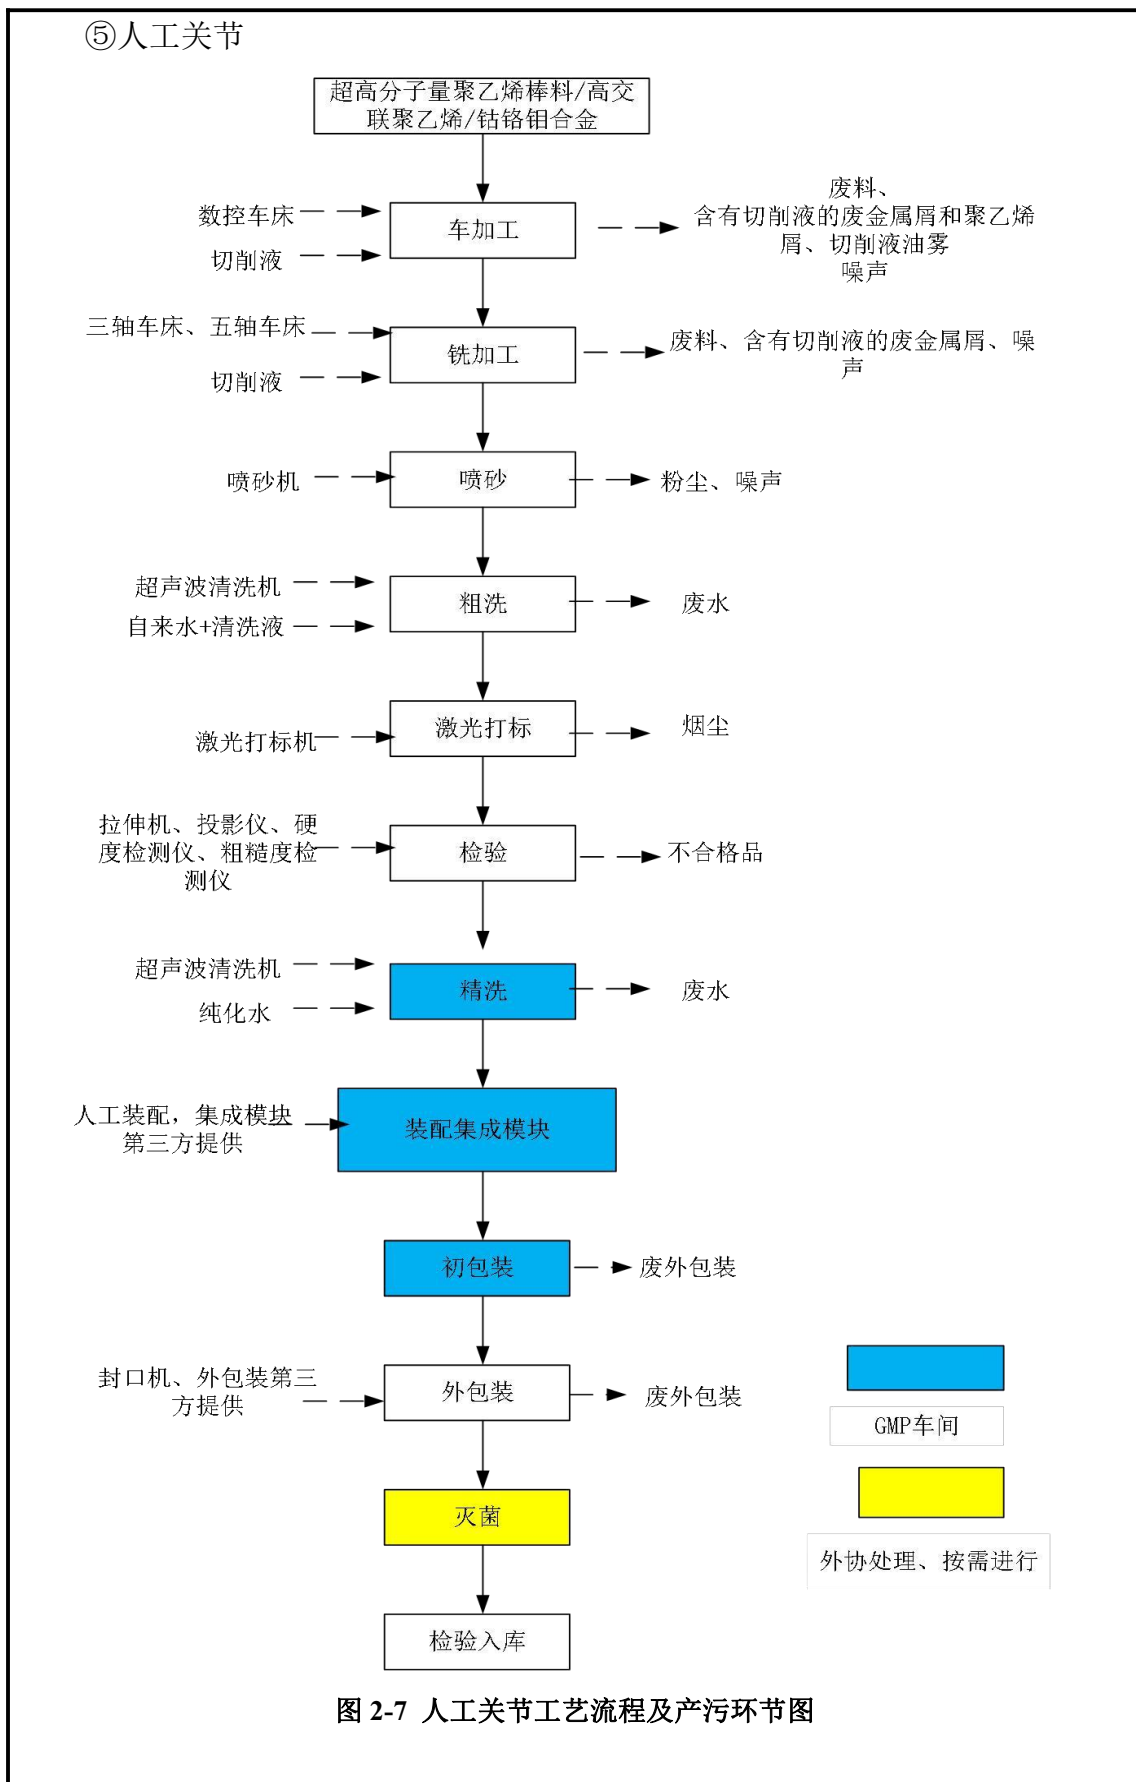 ⑤人工关节
超高分子量聚乙烯棒料/高交
联聚乙烯/钴铬钼合金
数控车床
切削液
车加工
废料、
含有切削液的废金属屑和聚乙烯
屑、切削液油雾
噪声
三轴车床、五轴车床
切削液
铣加工
废料、含有切削液的废金属屑、噪
声
喷砂机
喷砂
粉尘、噪声
超声波清洗机
自来水+清洗液
粗洗
废水
激光打标机
激光打标
烟尘
拉伸机、投影仪、硬
度检测仪、粗糙度检
测仪
检验
不合格品
超声波清洗机
纯化水
精洗
废水
人工装配，集成模块
第三方提供
装配集成模块
初包装
废外包装
封口机、外包装第三
方提供
外包装
废外包装
GMP车间
灭菌
外协处理、按需进行
检验入库
图 2-7 人工关节工艺流程及产污环节图